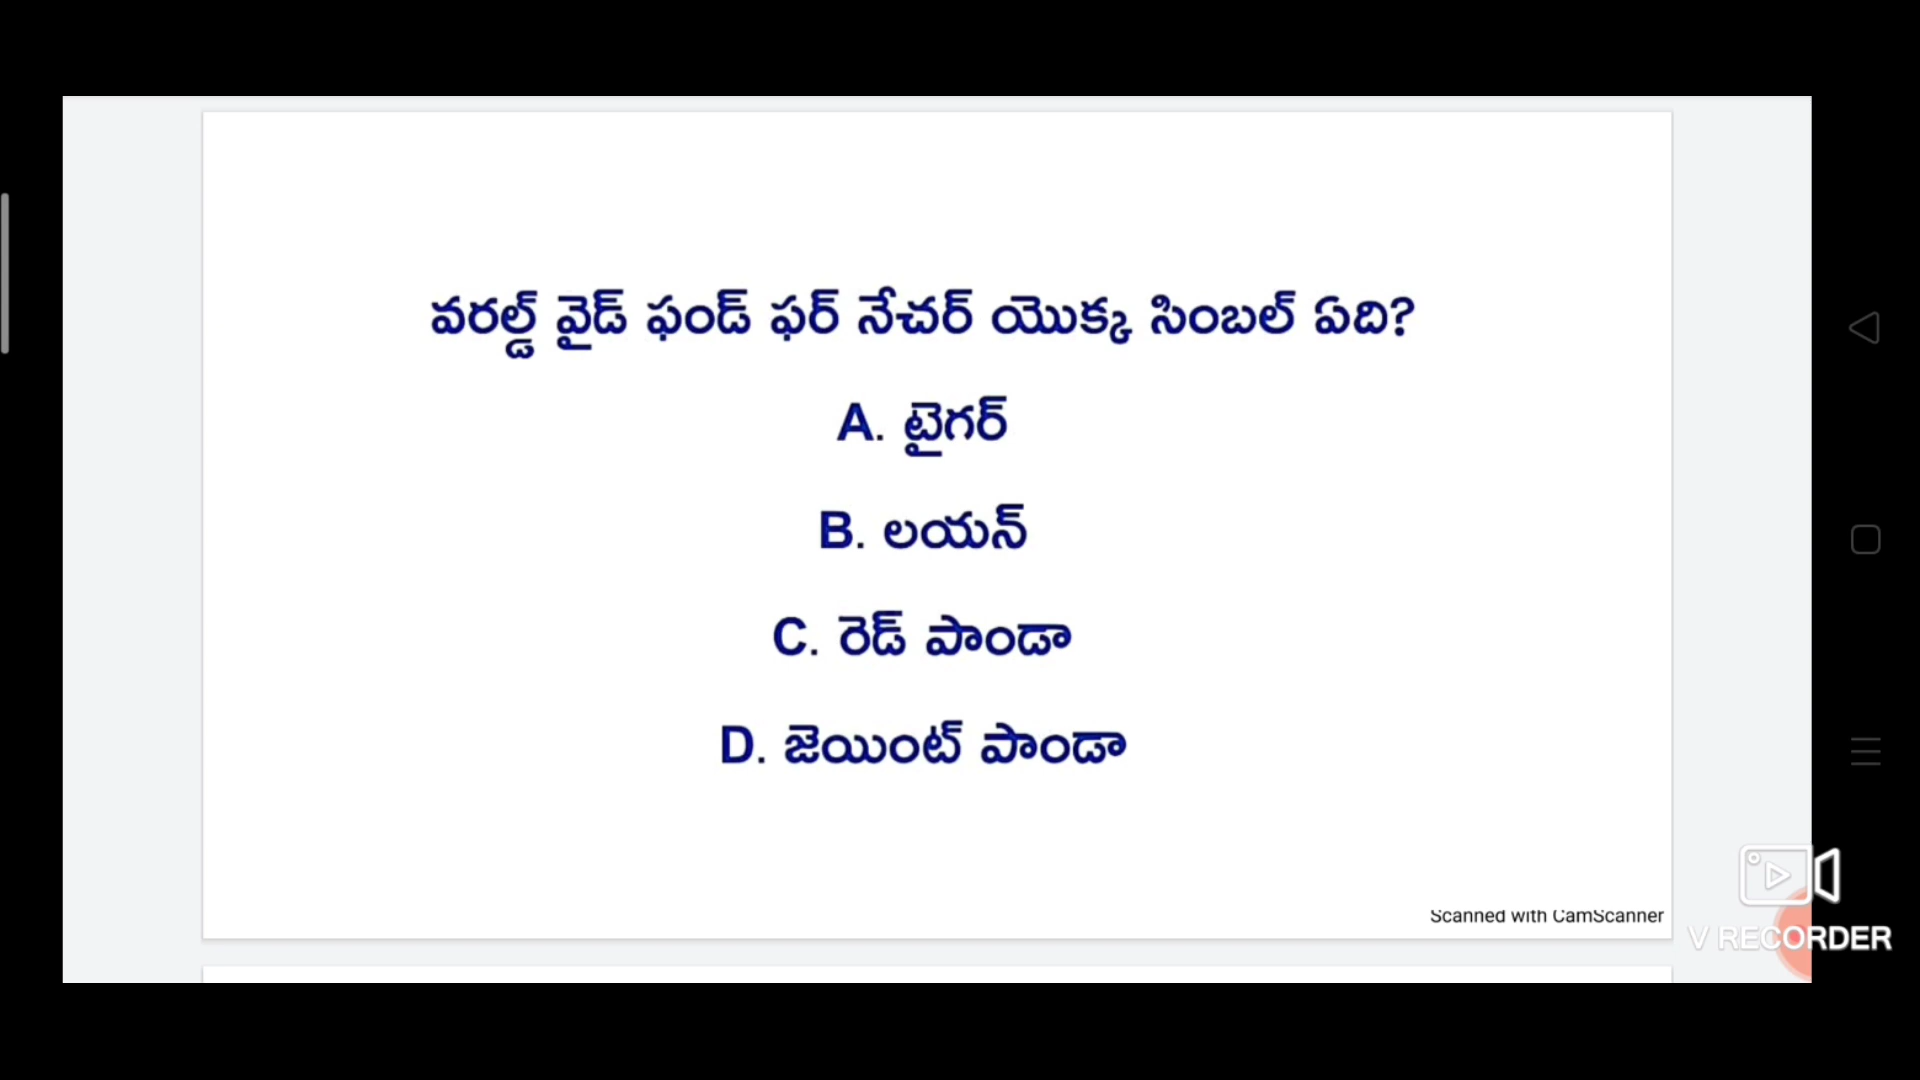 వరల్డ్ వైడ్ ఫండ్ ఫర్ నేచర్ యొక్క సింబల్ ఏది?
A. టైగర్
B. లయన్
C. రెడ్ పాండా
D. జెయింట్ పాండా
Scanned with CamScanner
V RECORDER